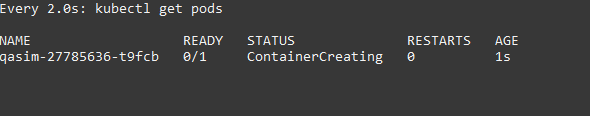 Every 2.0s: kubectl get pods
NAME READY STATUS RESTARTS AGE
qasim-27785636-t9fcb 0/1 ContainerCreating 0 1s